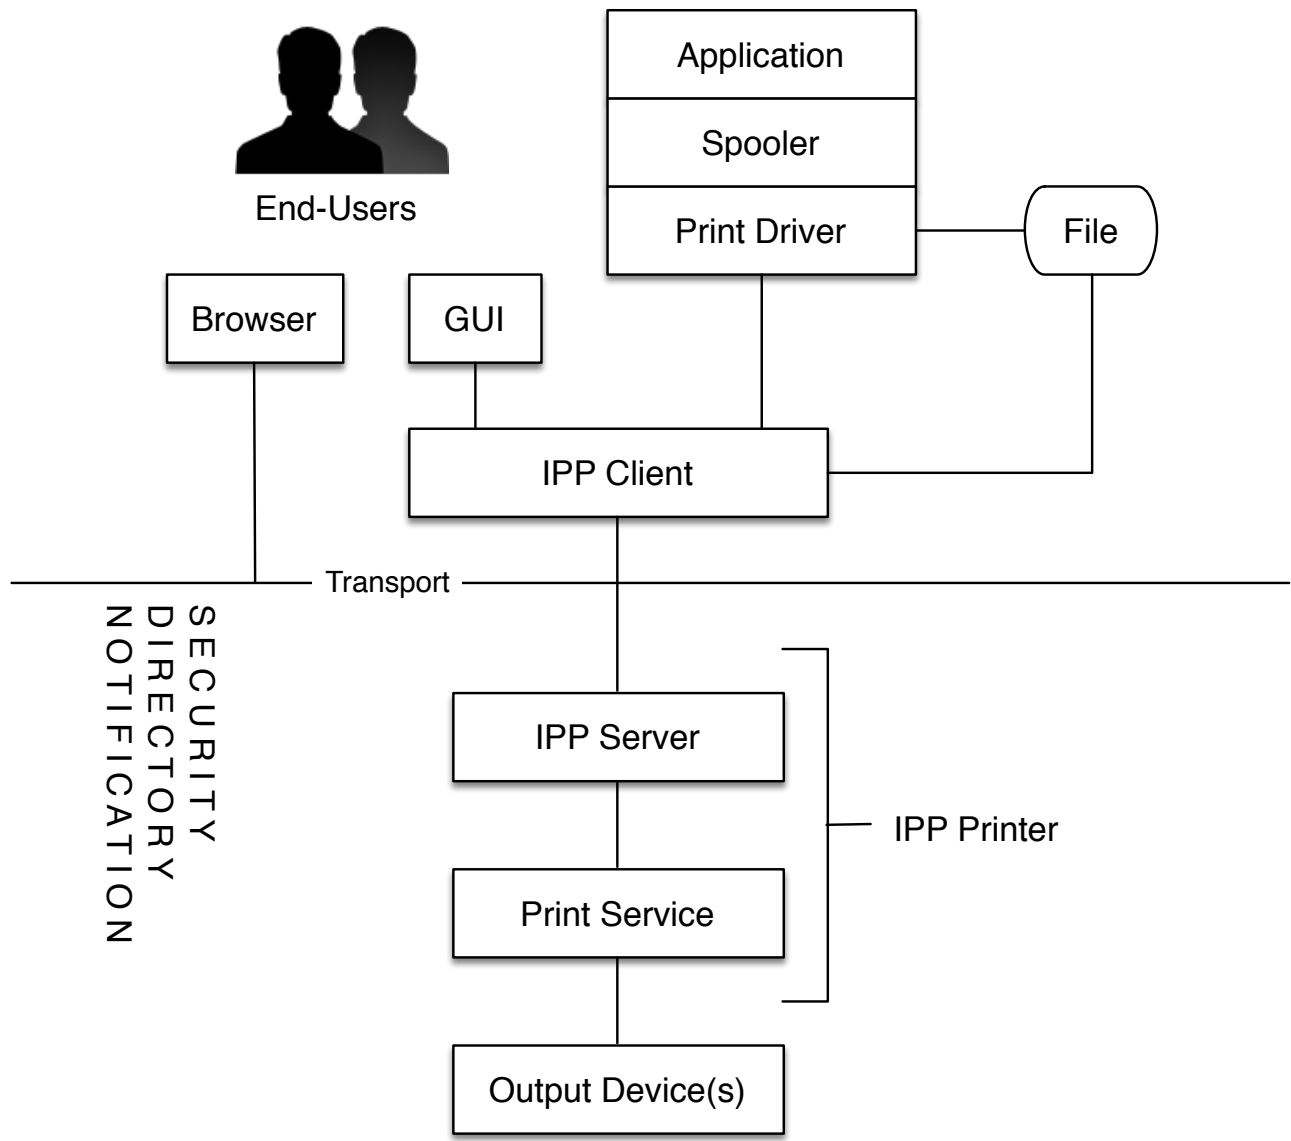 Application
Spooler
End-Users
Print Driver
File
Browser
GUI
IPP Client
Transport
SECURITY
DIRECTORY
NOTIFICATION
IPP Server
IPP Printer
Print Service
Output Device(s)